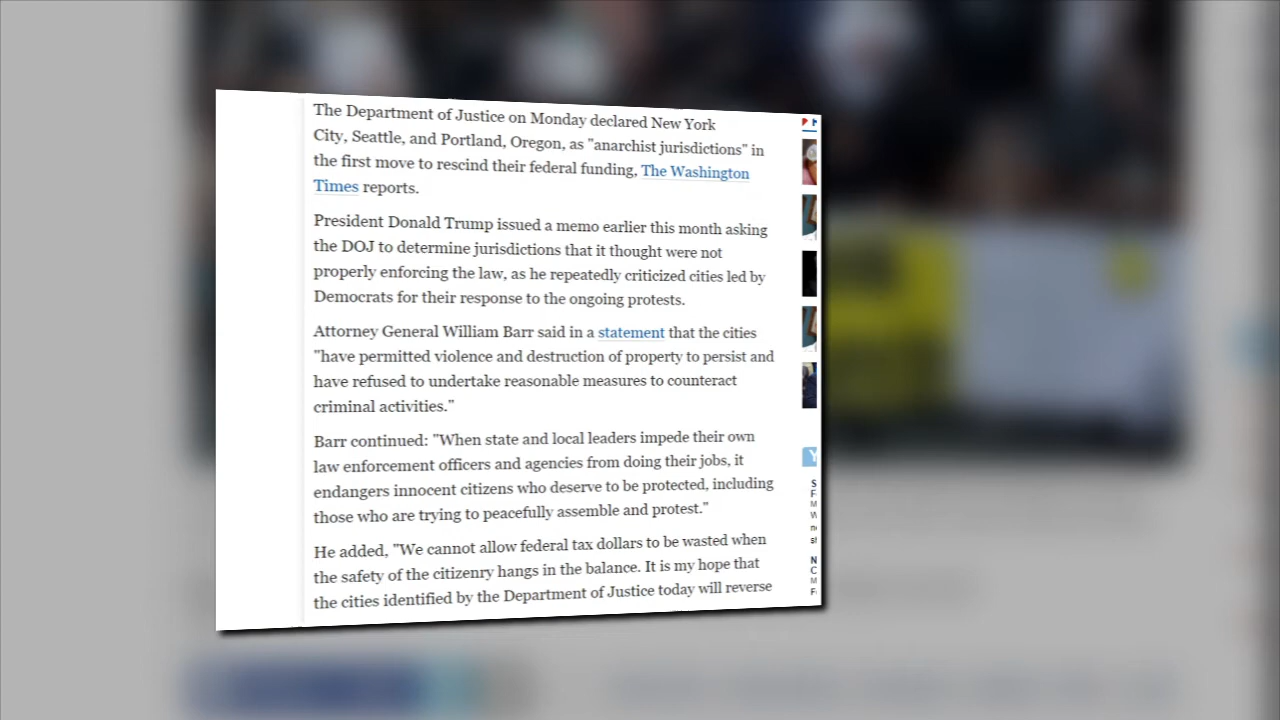 The Department of Justice on Monday declared New York
City, Seattle, and Portland, Oregon, as "anarchist jurisdictions" in
the first move to rescind their federal funding, The Washington
Times reports.
President Donald Trump issued a memo earlier this month asking
the DOJ to determine jurisdictions that it thought were not
properly enforcing the law, as he repeatedly criticized cities led by
Democrats for their response to the ongoing protests.
Attorney General William Barr said in a statement that the cities
"have permitted violence and destruction of property to persist and
have refused to undertake reasonable measures to counteract
criminal activities."
Barr continued: "When state and local leaders impede their own
law enforcement officers and agencies from doing their jobs, it
endangers innocent citizens who deserve to be protected, including
those who are trying to peacefully assemble and protest."
He added, "We cannot allow federal tax dollars to be wasted when
the safety of the citizenry hangs in the balance. It is my hope that
the cities identified by the Department of Justice today will reverse